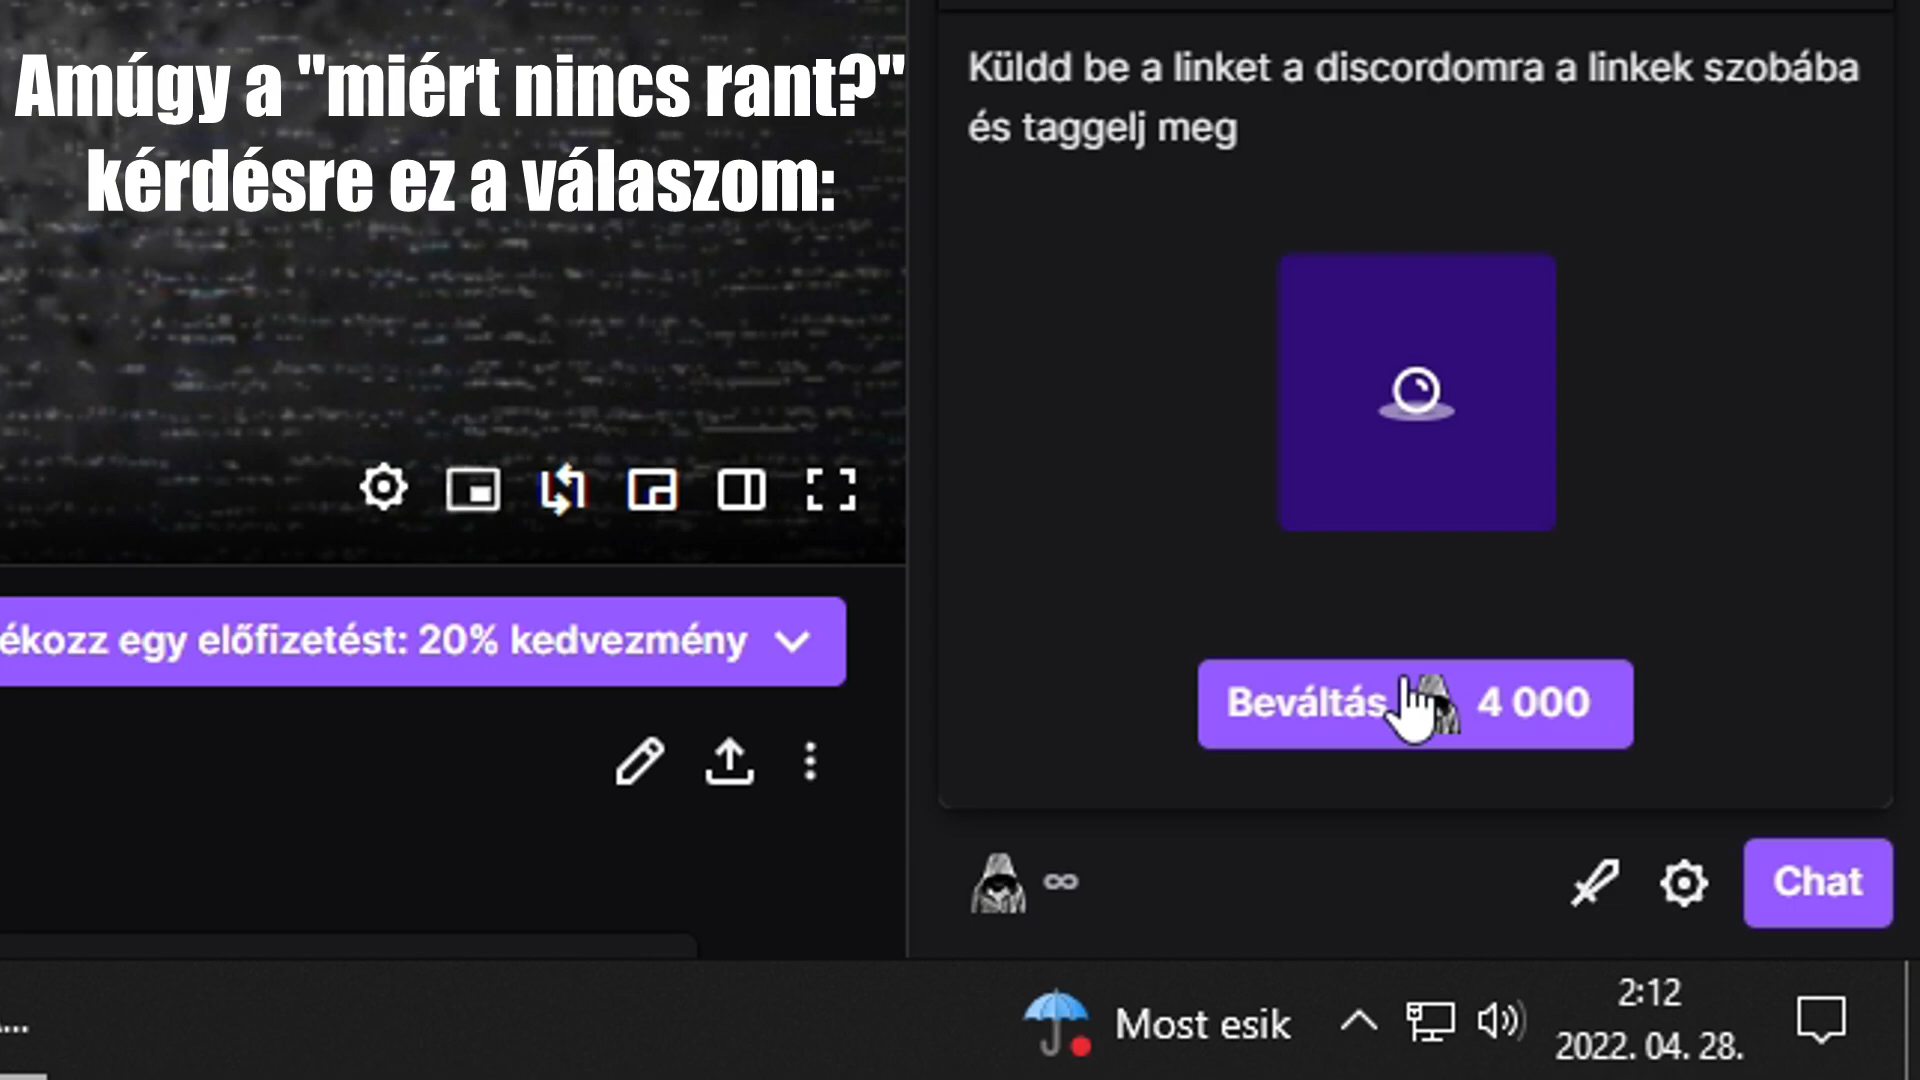 Amúgy a "miért nincs rant?"
kérdésre ez a válaszom:
Küldd be a linket a discordomra a linkek szobába
és taggelj meg
ékozz egy előfizetést: 20% kedvezmény
Beváltás 4 000
∞
Chat
...
Most esik
2:12
2022. 04. 28.